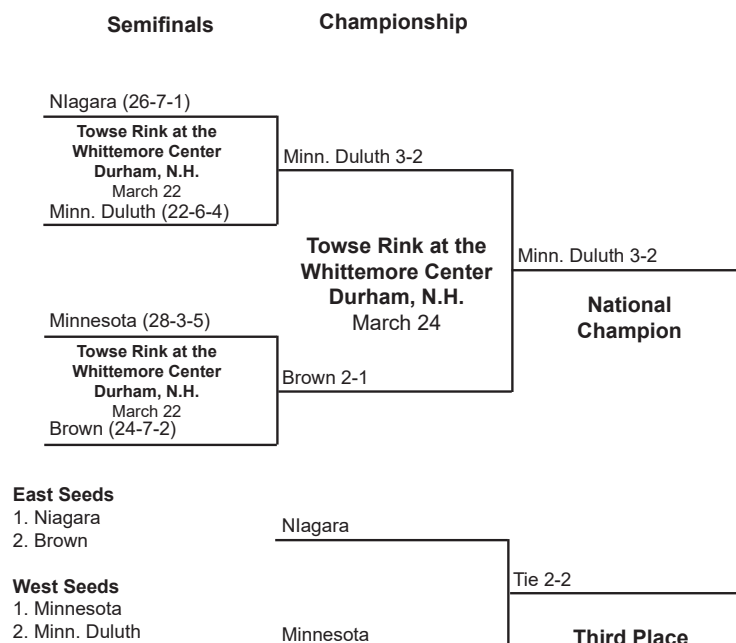 Semifinals
Championship
NIagara (26-7-1)
Towse Rink at the
Whittemore Center
Durham, N.H.
March 22
Minn. Duluth (22-6-4)
Minn. Duluth 3-2
Towse Rink at the
Whittemore Center
Durham, N.H.
March 24
Minn. Duluth 3-2
National
Champion
Minnesota (28-3-5)
Towse Rink at the
Whittemore Center
Durham, N.H.
March 22
Brown (24-7-2)
Brown 2-1
East Seeds
1. Niagara
2. Brown
West Seeds
1. Minnesota
2. Minn. Duluth
NIagara
Tie 2-2
Minnesota
Third Place